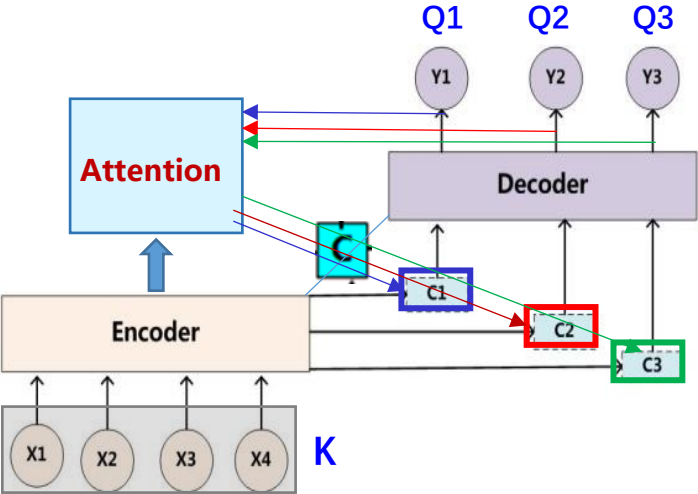 Q1 Q2 Q3
Y1 Y2 Y3
Attention
Decoder
C
C1
Encoder
C2
C3
X1 X2 X3 X4
K